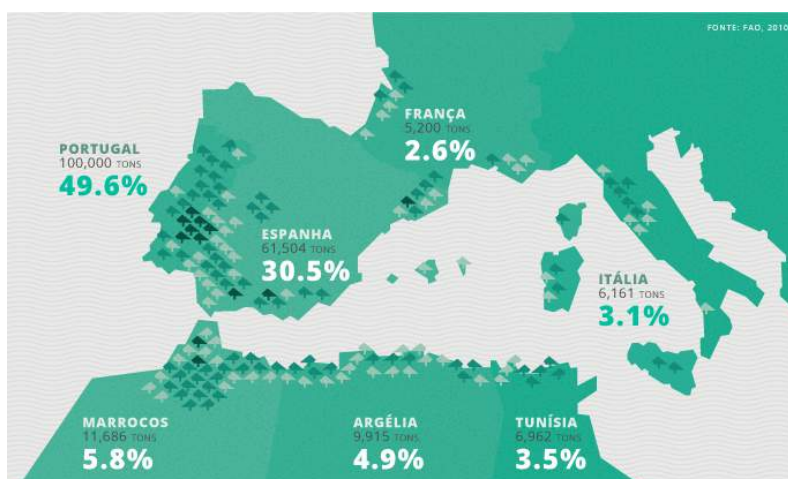 FONTE: FAO, 2010
FRANÇA
5,200 TONS
2.6%
PORTUGAL
100,000 TONS
49.6%
ESPANHA
61,504 TONS
30.5%
ITÁLIA
6,161 TONS
3.1%
MARROCOS
11,686 TONS
5.8%
ARGÉLIA
9,915 TONS
4.9%
TUNÍSIA
6,962 TONS
3.5%